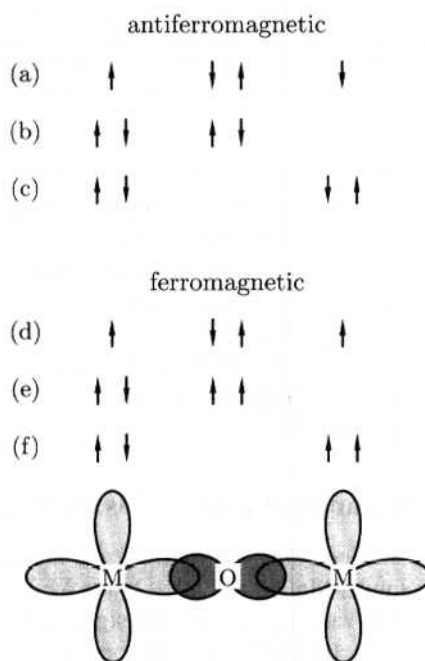 antiferromagnetic
(a)
(b)
(c)
ferromagnetic
(d)
(e)
(f)
M O M